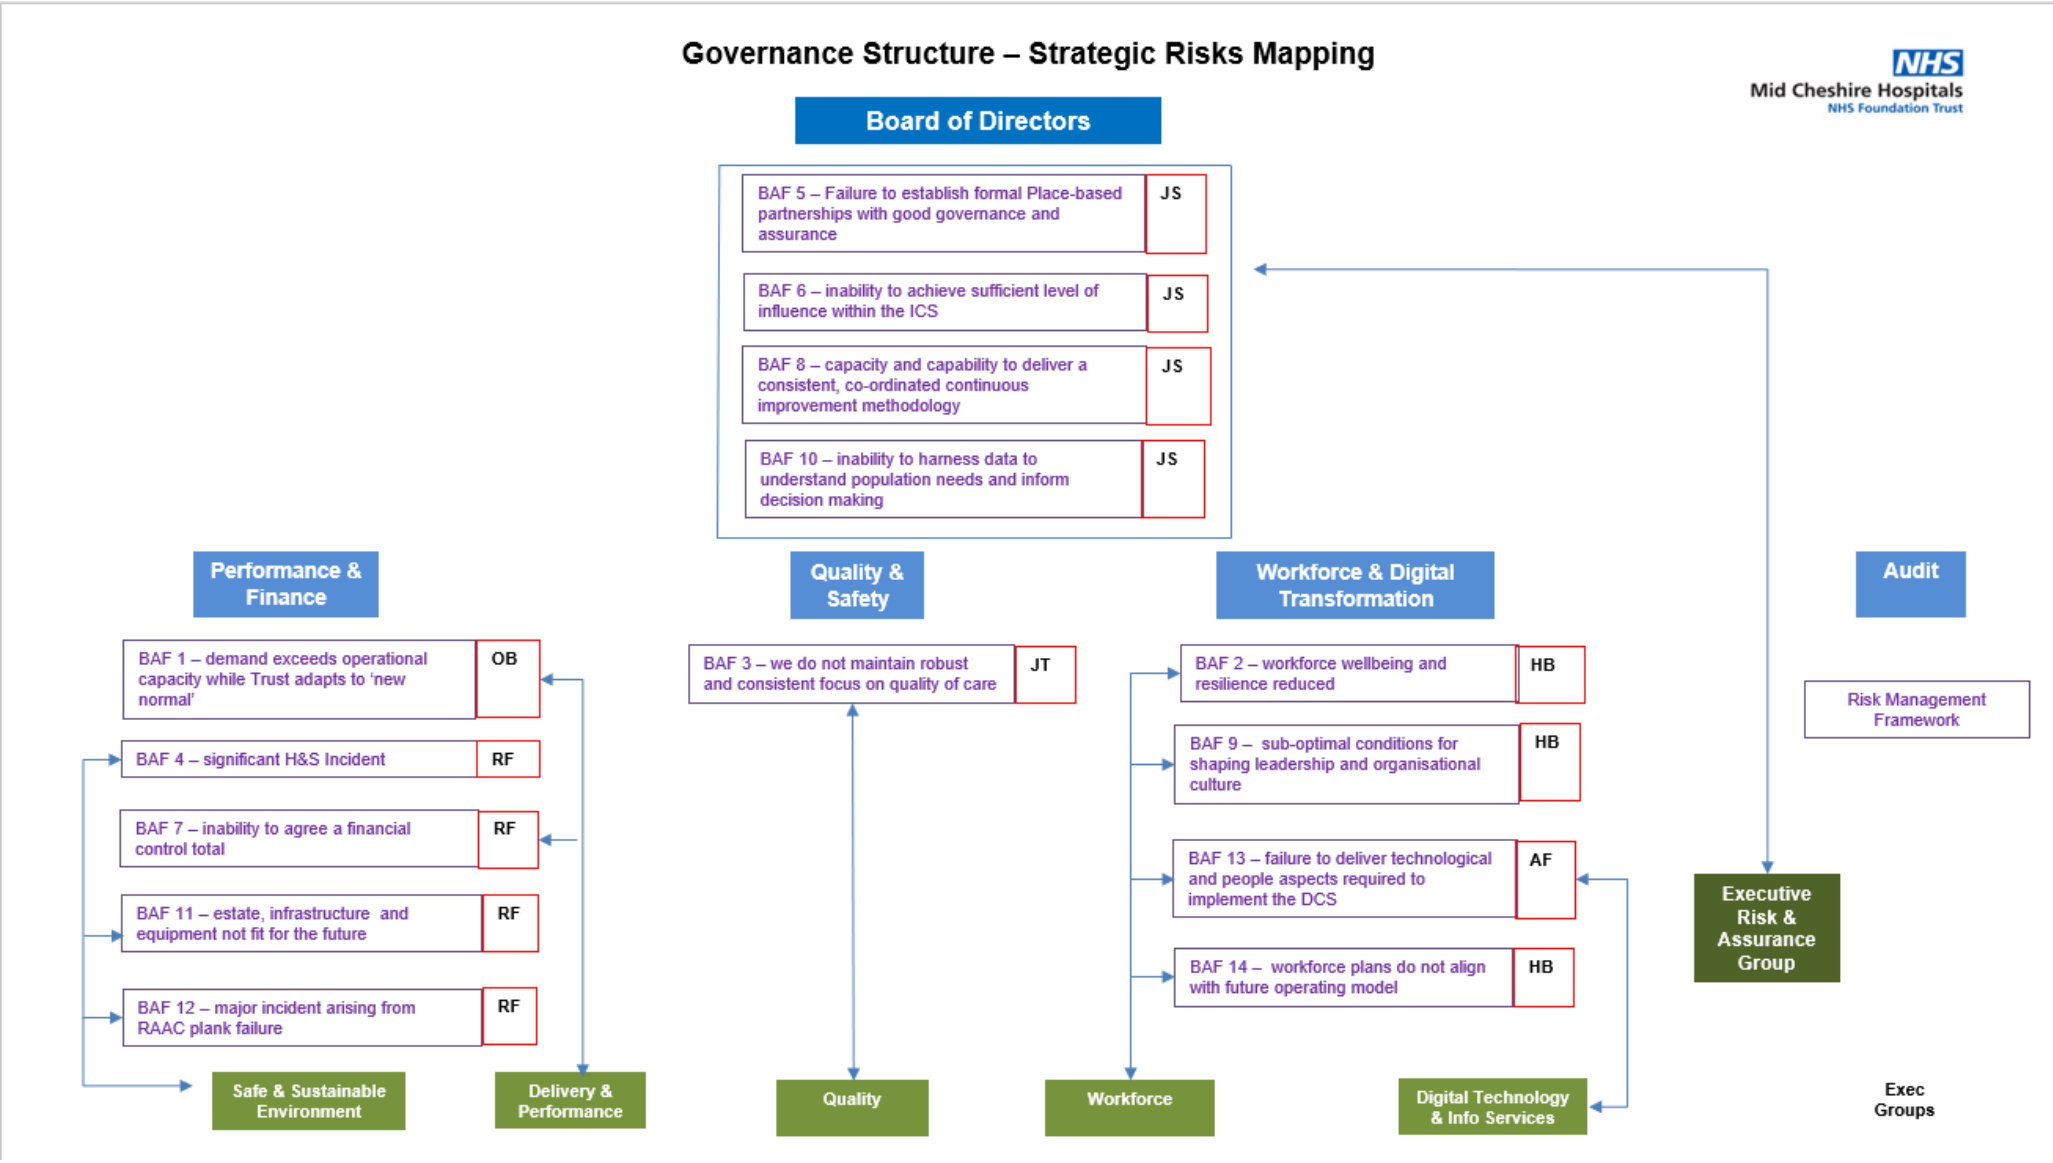 Governance Structure – Strategic Risks Mapping
NHS
Mid Cheshire Hospitals
NHS Foundation Trust
Board of Directors
BAF 5 – Failure to establish formal Place-based
partnerships with good governance and
assurance
JS
BAF 6 – inability to achieve sufficient level of
influence within the ICS
JS
BAF 8 – capacity and capability to deliver a
consistent, co-ordinated continuous
improvement methodology
JS
BAF 10 – inability to harness data to
understand population needs and inform
decision making
JS
Performance &
Finance
BAF 1 – demand exceeds operational
capacity while Trust adapts to ‘new
normal’
OB
BAF 4 – significant H&S Incident
RF
BAF 7 – inability to agree a financial
control total
RF
BAF 11 – estate, infrastructure  and
equipment not fit for the future
RF
BAF 12 – major incident arising from
RAAC plank failure
RF
Safe & Sustainable
Environment
Delivery &
Performance
Quality &
Safety
BAF 3 – we do not maintain robust
and consistent focus on quality of care
JT
Quality
Workforce & Digital
Transformation
BAF 2 – workforce wellbeing and
resilience reduced
HB
BAF 9 –  sub-optimal conditions for
shaping leadership and organisational
culture
HB
BAF 13 – failure to deliver technological
and people aspects required to
implement the DCS
AF
BAF 14 –  workforce plans do not align
with future operating model
HB
Workforce
Digital Technology
& Info Services
Audit
Risk Management
Framework
Executive
Risk &
Assurance
Group
Exec
Groups